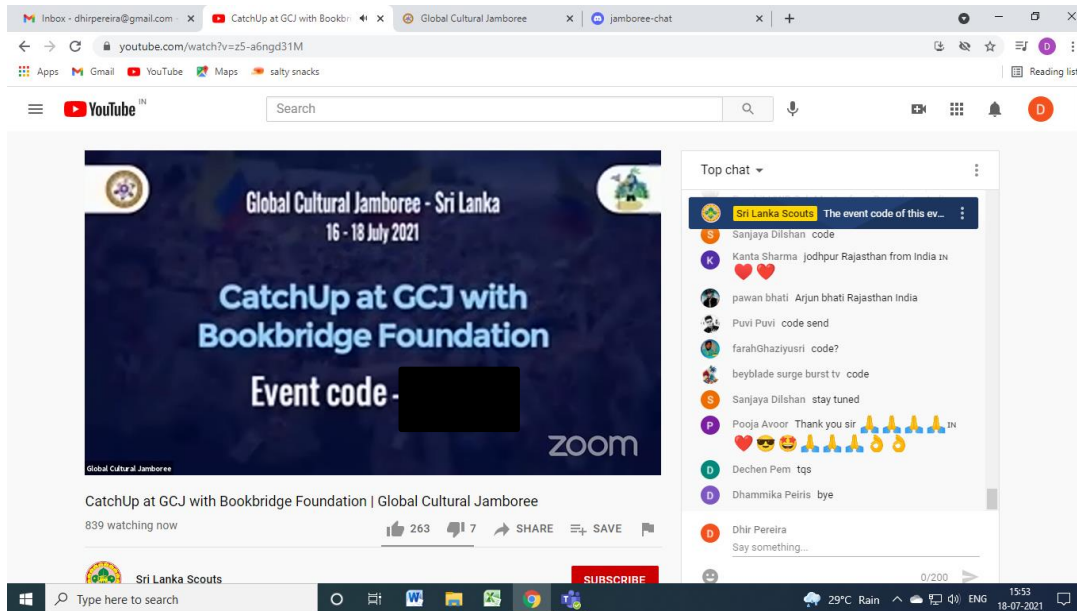 Inbox - dhirpereira@gmail.com -
CatchUp at GCJ with Bookbr
Global Cultural Jamboree
jamboree-chat
youtube.com/watch?v=z5-a6ngd31M
Apps
Gmail
YouTube
Maps
salty snacks
Reading list
YouTube IN
Search
D
Global Cultural Jamboree - Sri Lanka
16 - 18 July 2021
CatchUp at GCJ with
Bookbridge Foundation
Event code -
zoom
Global Cultural Jamboree
CatchUp at GCJ with Bookbridge Foundation | Global Cultural Jamboree
839 watching now
263
7
SHARE
SAVE
Sri Lanka Scouts
SUBSCRIBE
Top chat
Sri Lanka Scouts The event code of this ev...
S Sanjaya Dilshan code
K Kanta Sharma jodhpur Rajasthan from India IN
❤️ ❤️
pawan bhati Arjun bhati Rajasthan India
Puvi Puvi code send
farahGhaziyusri code?
beyblade surge burst tv code
S Sanjaya Dilshan stay tuned
P Pooja Avoor Thank you sir 🙏 🙏 🙏 🙏 IN
❤️ 😎 🤩 🙏 🙏 🙏 👌 👌
D Dechen Pem tqs
D Dhammika Peiris bye
D Dhir Pereira
Say something...
0/200
Type here to search
29°C Rain
ENG
15:53
18-07-2021